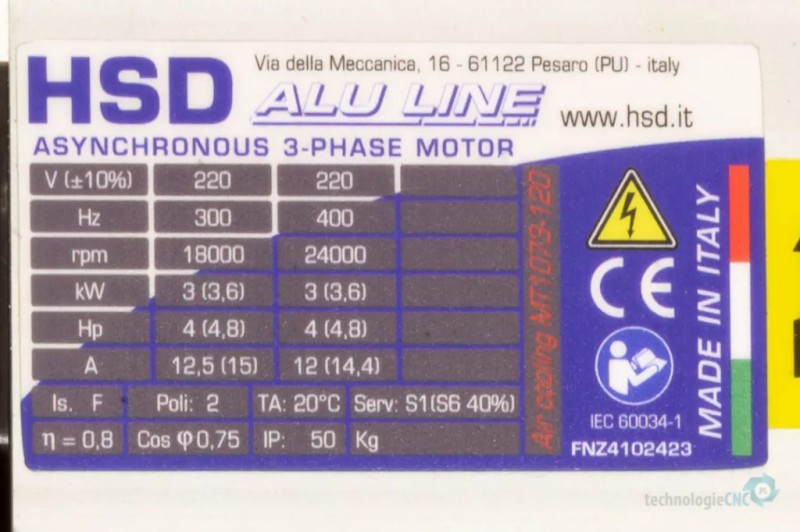 HSD
Via della Meccanica, 16 - 61122 Pesaro (PU) - italy
ALU LINE
www.hsd.it
ASYNCHRONOUS 3-PHASE MOTOR
V (±10%) 220 220
Hz 300 400
rpm 18000 24000
kW 3 (3,6) 3 (3,6)
Hp 4 (4,8) 4 (4,8)
A 12,5 (15) 12 (14,4)
Is. F Poli: 2 TA: 20°C Serv: S1(S6 40%)
η = 0,8 Cos φ 0,75 IP: 50 Kg
Air cooling MT1073-120
CE
IEC 60034-1
FNZ4102423
MADE IN ITALY
technologieCNC